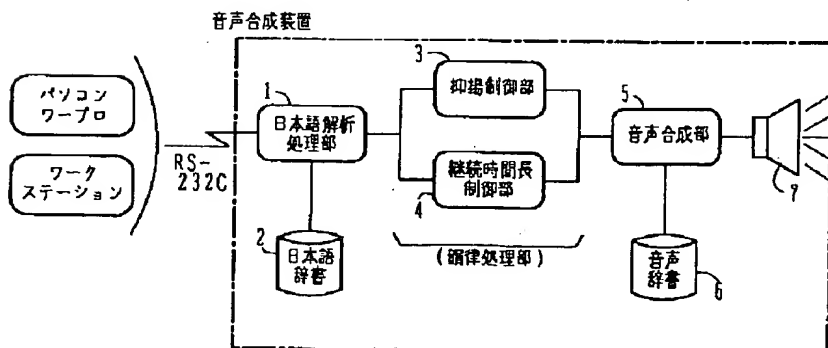 音声合成装置
パソコン
ワープロ
ワーク
ステーション
RS-
232C
1
日本語解析
処理部
2
日本語
辞書
3
抑揚制御部
継続時間長
制御部
4
(韻律処理部)
5
音声合成部
音声
辞書
6
7